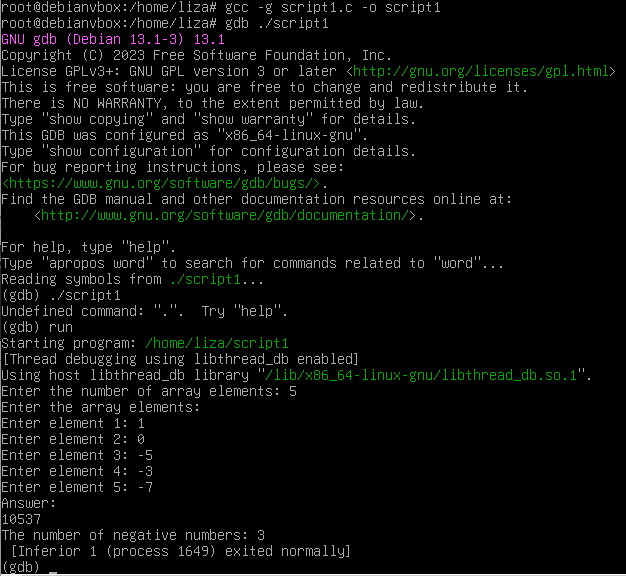 root@debianvbox:/home/liza# gcc -g script1.c -o script1
root@debianvbox:/home/liza# gdb ./script1
GNU gdb (Debian 13.1-3) 13.1
Copyright (C) 2023 Free Software Foundation, Inc.
License GPLv3+: GNU GPL version 3 or later <http://gnu.org/licenses/gpl.html>
This is free software: you are free to change and redistribute it.
There is NO WARRANTY, to the extent permitted by law.
Type "show copying" and "show warranty" for details.
This GDB was configured as "x86_64-linux-gnu".
Type "show configuration" for configuration details.
For bug reporting instructions, please see:
<https://www.gnu.org/software/gdb/bugs/>.
Find the GDB manual and other documentation resources online at:
    <http://www.gnu.org/software/gdb/documentation/>.

For help, type "help".
Type "apropos word" to search for commands related to "word"...
Reading symbols from ./script1...
(gdb) ./script1
Undefined command: ".".  Try "help".
(gdb) run
Starting program: /home/liza/script1
[Thread debugging using libthread_db enabled]
Using host libthread_db library "/lib/x86_64-linux-gnu/libthread_db.so.1".
Enter the number of array elements: 5
Enter the array elements:
Enter element 1: 1
Enter element 2: 0
Enter element 3: -5
Enter element 4: -3
Enter element 5: -7
Answer:
10537
The number of negative numbers: 3
 [Inferior 1 (process 1649) exited normally]
(gdb) _